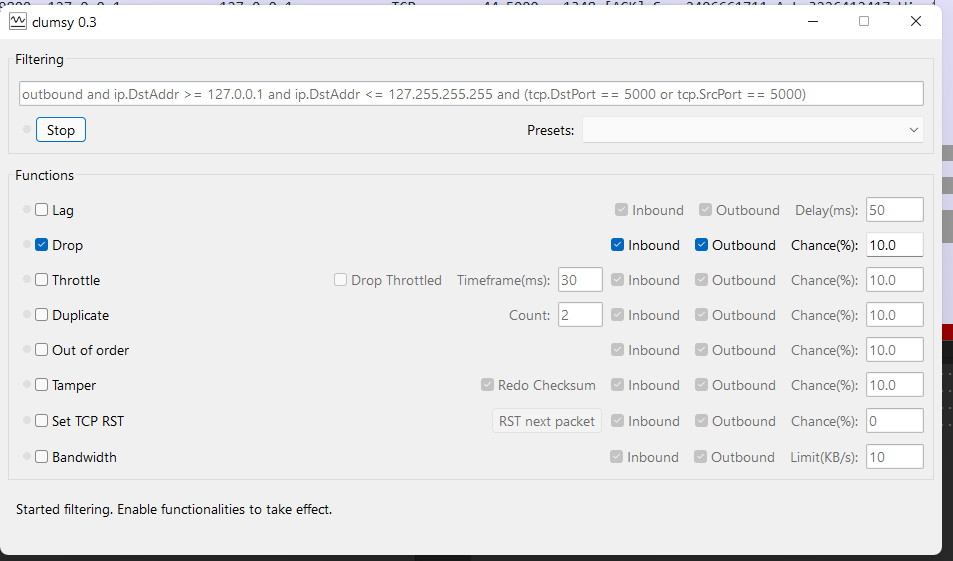 clumsy 0.3
Filtering
outbound and ip.DstAddr >= 127.0.0.1 and ip.DstAddr <= 127.255.255.255 and (tcp.DstPort == 5000 or tcp.SrcPort == 5000)
Stop Presets:
Functions
Lag Inbound Outbound Delay(ms): 50
Drop Inbound Outbound Chance(%): 10.0
Throttle Drop Throttled Timeframe(ms): 30 Inbound Outbound Chance(%): 10.0
Duplicate Count: 2 Inbound Outbound Chance(%): 10.0
Out of order Inbound Outbound Chance(%): 10.0
Tamper Redo Checksum Inbound Outbound Chance(%): 10.0
Set TCP RST RST next packet Inbound Outbound Chance(%): 0
Bandwidth Inbound Outbound Limit(KB/s): 10
Started filtering. Enable functionalities to take effect.